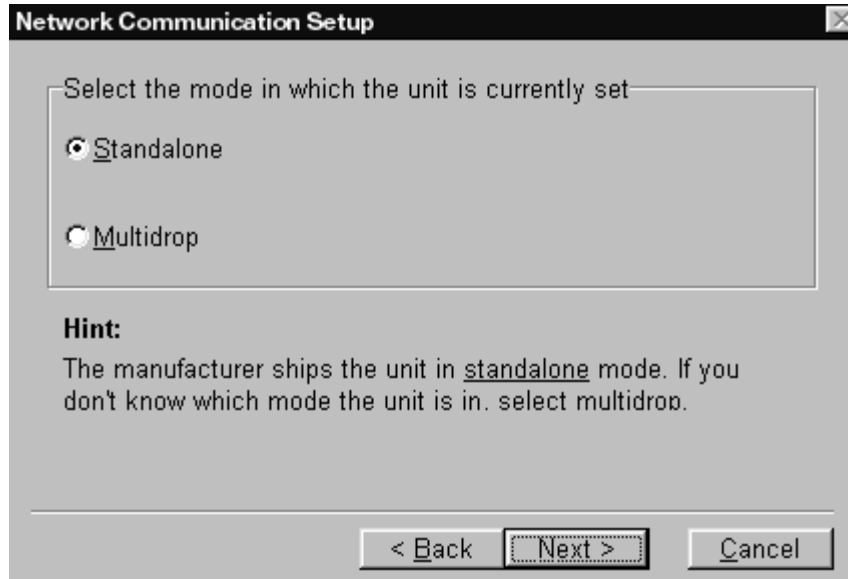 Network Communication Setup
Select the mode in which the unit is currently set
Standalone
Multidrop
Hint:
The manufacturer ships the unit in standalone mode. If you
don't know which mode the unit is in, select multidrop.
< Back Next > Cancel